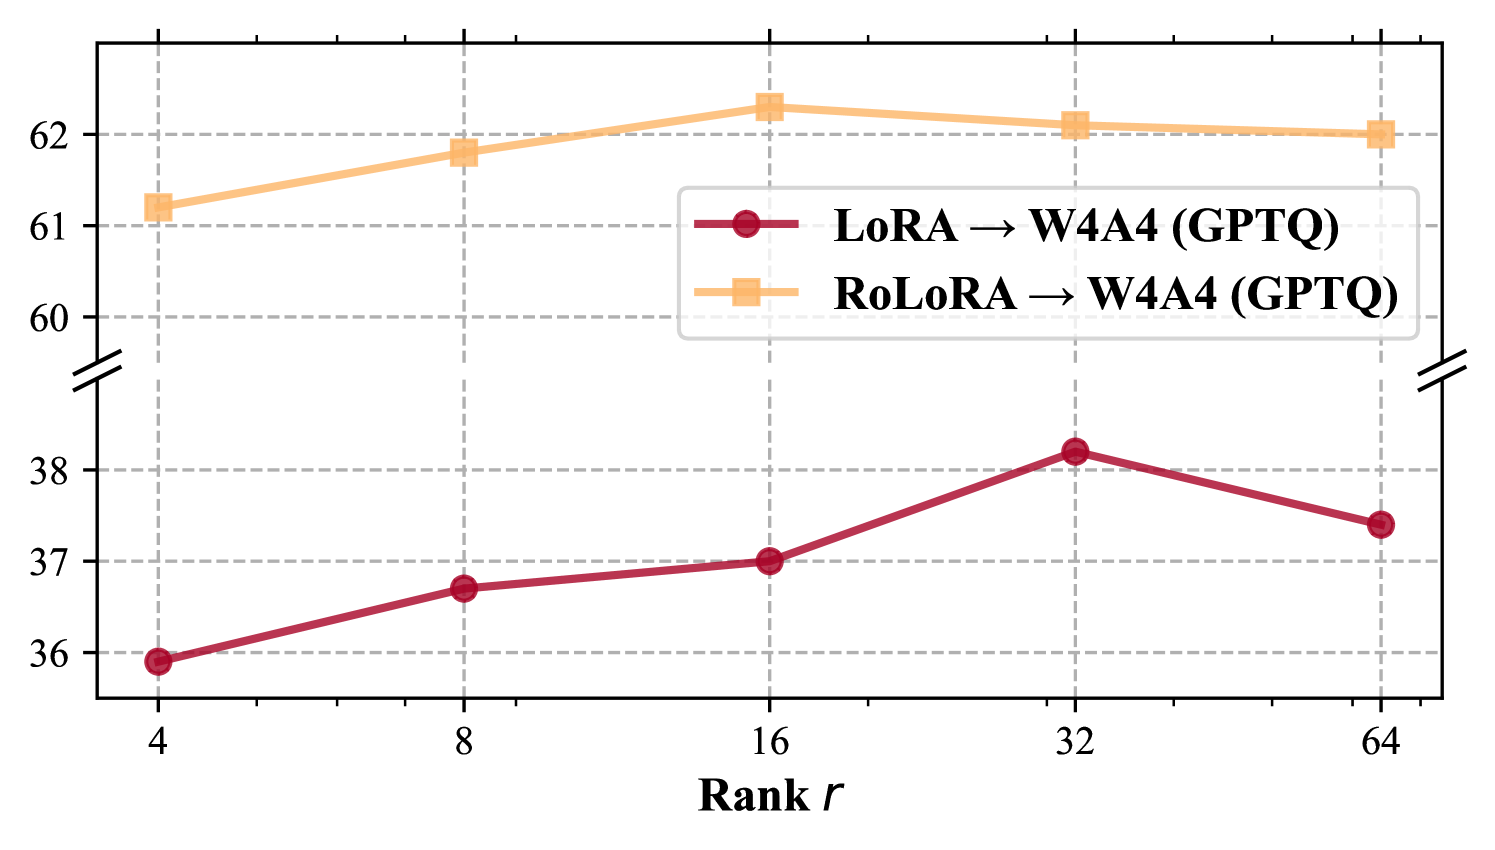 62
61
60
38
37
36
LoRA → W4A4 (GPTQ)
RoLoRA → W4A4 (GPTQ)
4 8 16 32 64
Rank r